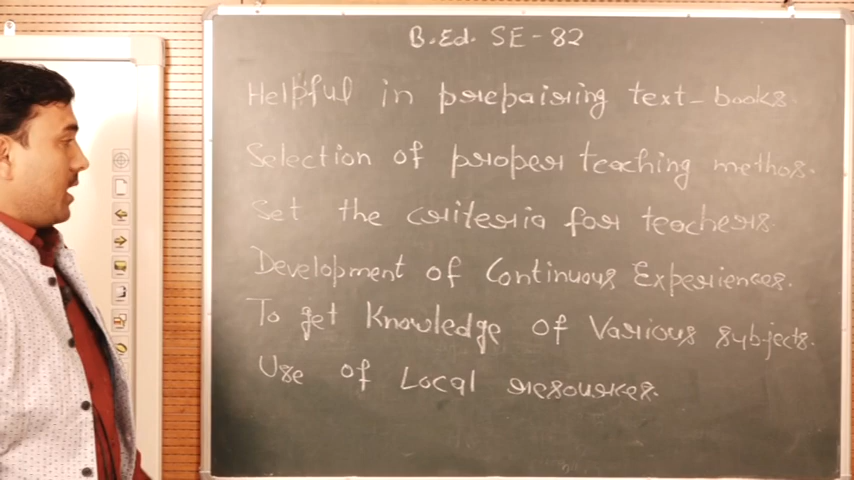 B.Ed. SE-82
Helpful in prepairing text-books.
Selection of proper teaching methos.
Set the criteria for teachers.
Development of Continuous Experiences.
To get Knowledge of Various subjects.
Use of Local resources.